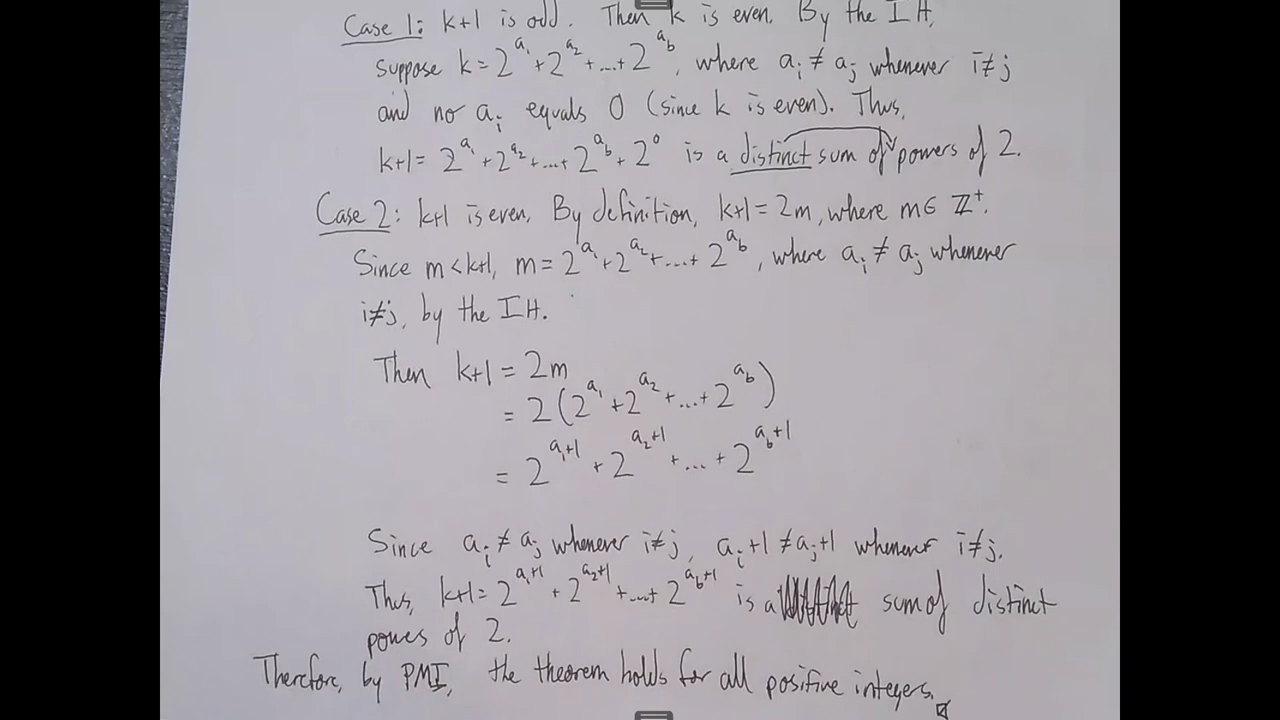 Case 1: k+1 is odd. Then k is even. By the IH,
suppose k = 2^{a_1} + 2^{a_2} + ... + 2^{a_b}, where a_i ≠ a_j whenever i≠j
and no a_i equals 0 (since k is even). Thus,
k+1 = 2^{a_1} + 2^{a_2} + ... + 2^{a_b} + 2^0 is a distinct sum of powers of 2.
Case 2: k+1 is even. By definition, k+1 = 2m, where m ∈ ℤ^+.
Since m < k+1, m = 2^{a_1} + 2^{a_2} + ... + 2^{a_b}, where a_i ≠ a_j whenever
i≠j, by the IH.
Then k+1 = 2m
= 2(2^{a_1} + 2^{a_2} + ... + 2^{a_b})
= 2^{a_1+1} + 2^{a_2+1} + ... + 2^{a_b+1}
Since a_i ≠ a_j whenever i≠j, a_i+1 ≠ a_j+1 whenever i≠j.
Thus, k+1 = 2^{a_1+1} + 2^{a_2+1} + ... + 2^{a_b+1} is a sum of distinct
powers of 2.
Therefore, by PMI, the theorem holds for all positive integers.